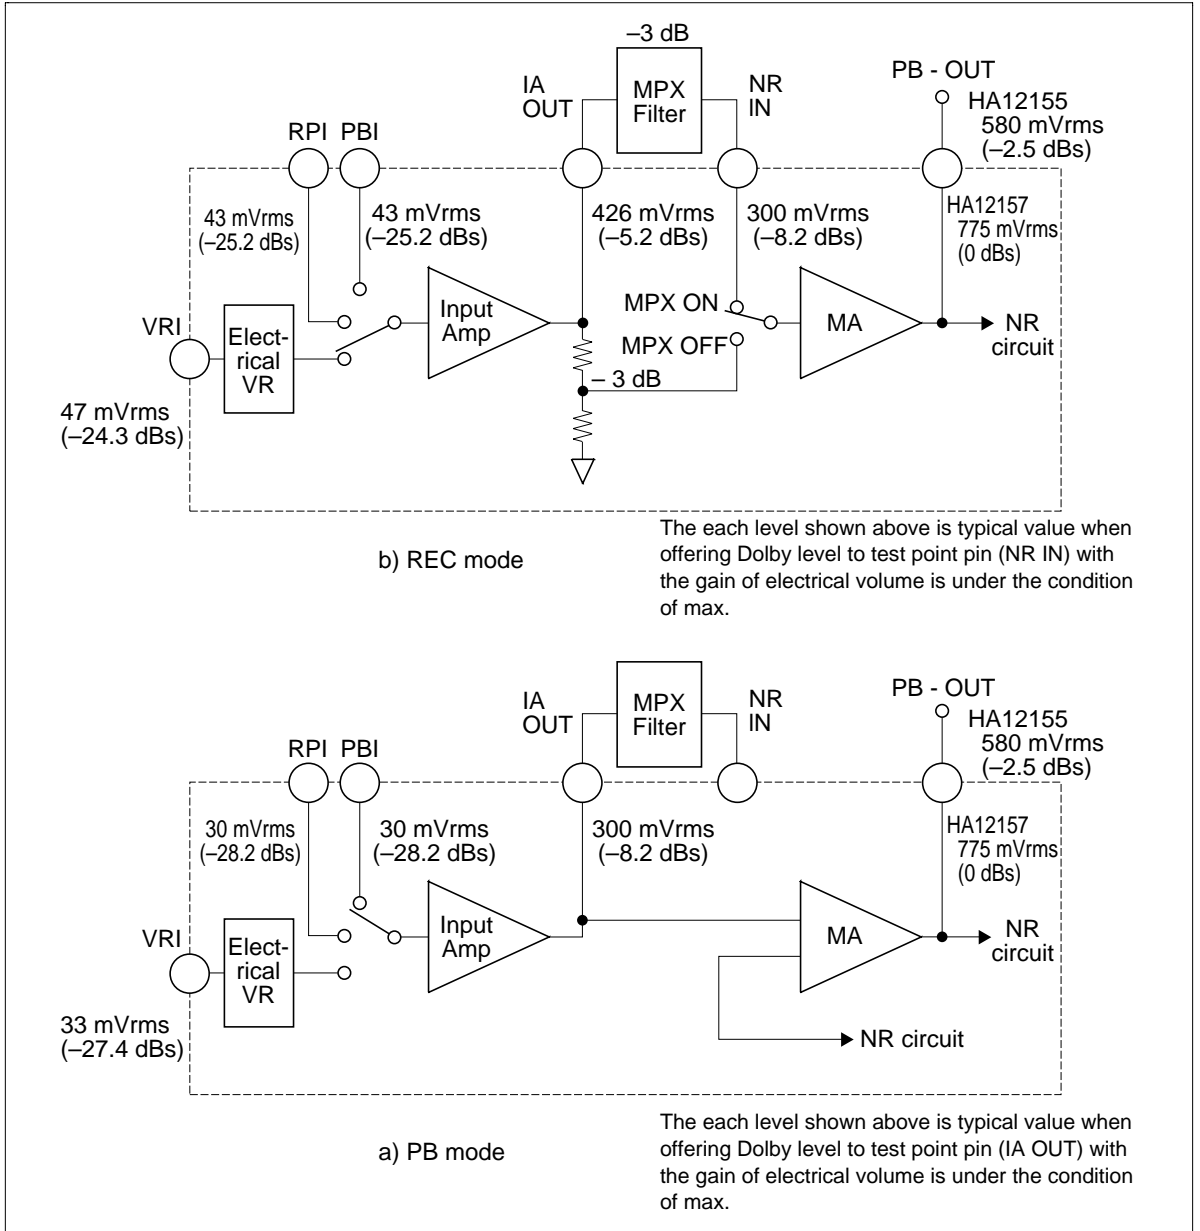 –3 dB
MPX
Filter
IA
OUT
NR
IN
PB - OUT
HA12155
580 mVrms
(–2.5 dBs)
RPI
PBI
43 mVrms
(–25.2 dBs)
43 mVrms
(–25.2 dBs)
426 mVrms
(–5.2 dBs)
300 mVrms
(–8.2 dBs)
HA12157
775 mVrms
(0 dBs)
VRI
Elect-
rical
VR
Input
Amp
MPX ON
MPX OFF
MA
NR
circuit
– 3 dB
47 mVrms
(–24.3 dBs)
b) REC mode
The each level shown above is typical value when
offering Dolby level to test point pin (NR IN) with
the gain of electrical volume is under the condition
of max.
IA
OUT
MPX
Filter
NR
IN
PB - OUT
HA12155
580 mVrms
(–2.5 dBs)
RPI
PBI
30 mVrms
(–28.2 dBs)
30 mVrms
(–28.2 dBs)
300 mVrms
(–8.2 dBs)
HA12157
775 mVrms
(0 dBs)
VRI
Elect-
rical
VR
Input
Amp
MA
NR
circuit
33 mVrms
(–27.4 dBs)
NR circuit
a) PB mode
The each level shown above is typical value when
offering Dolby level to test point pin (IA OUT) with
the gain of electrical volume is under the condition
of max.